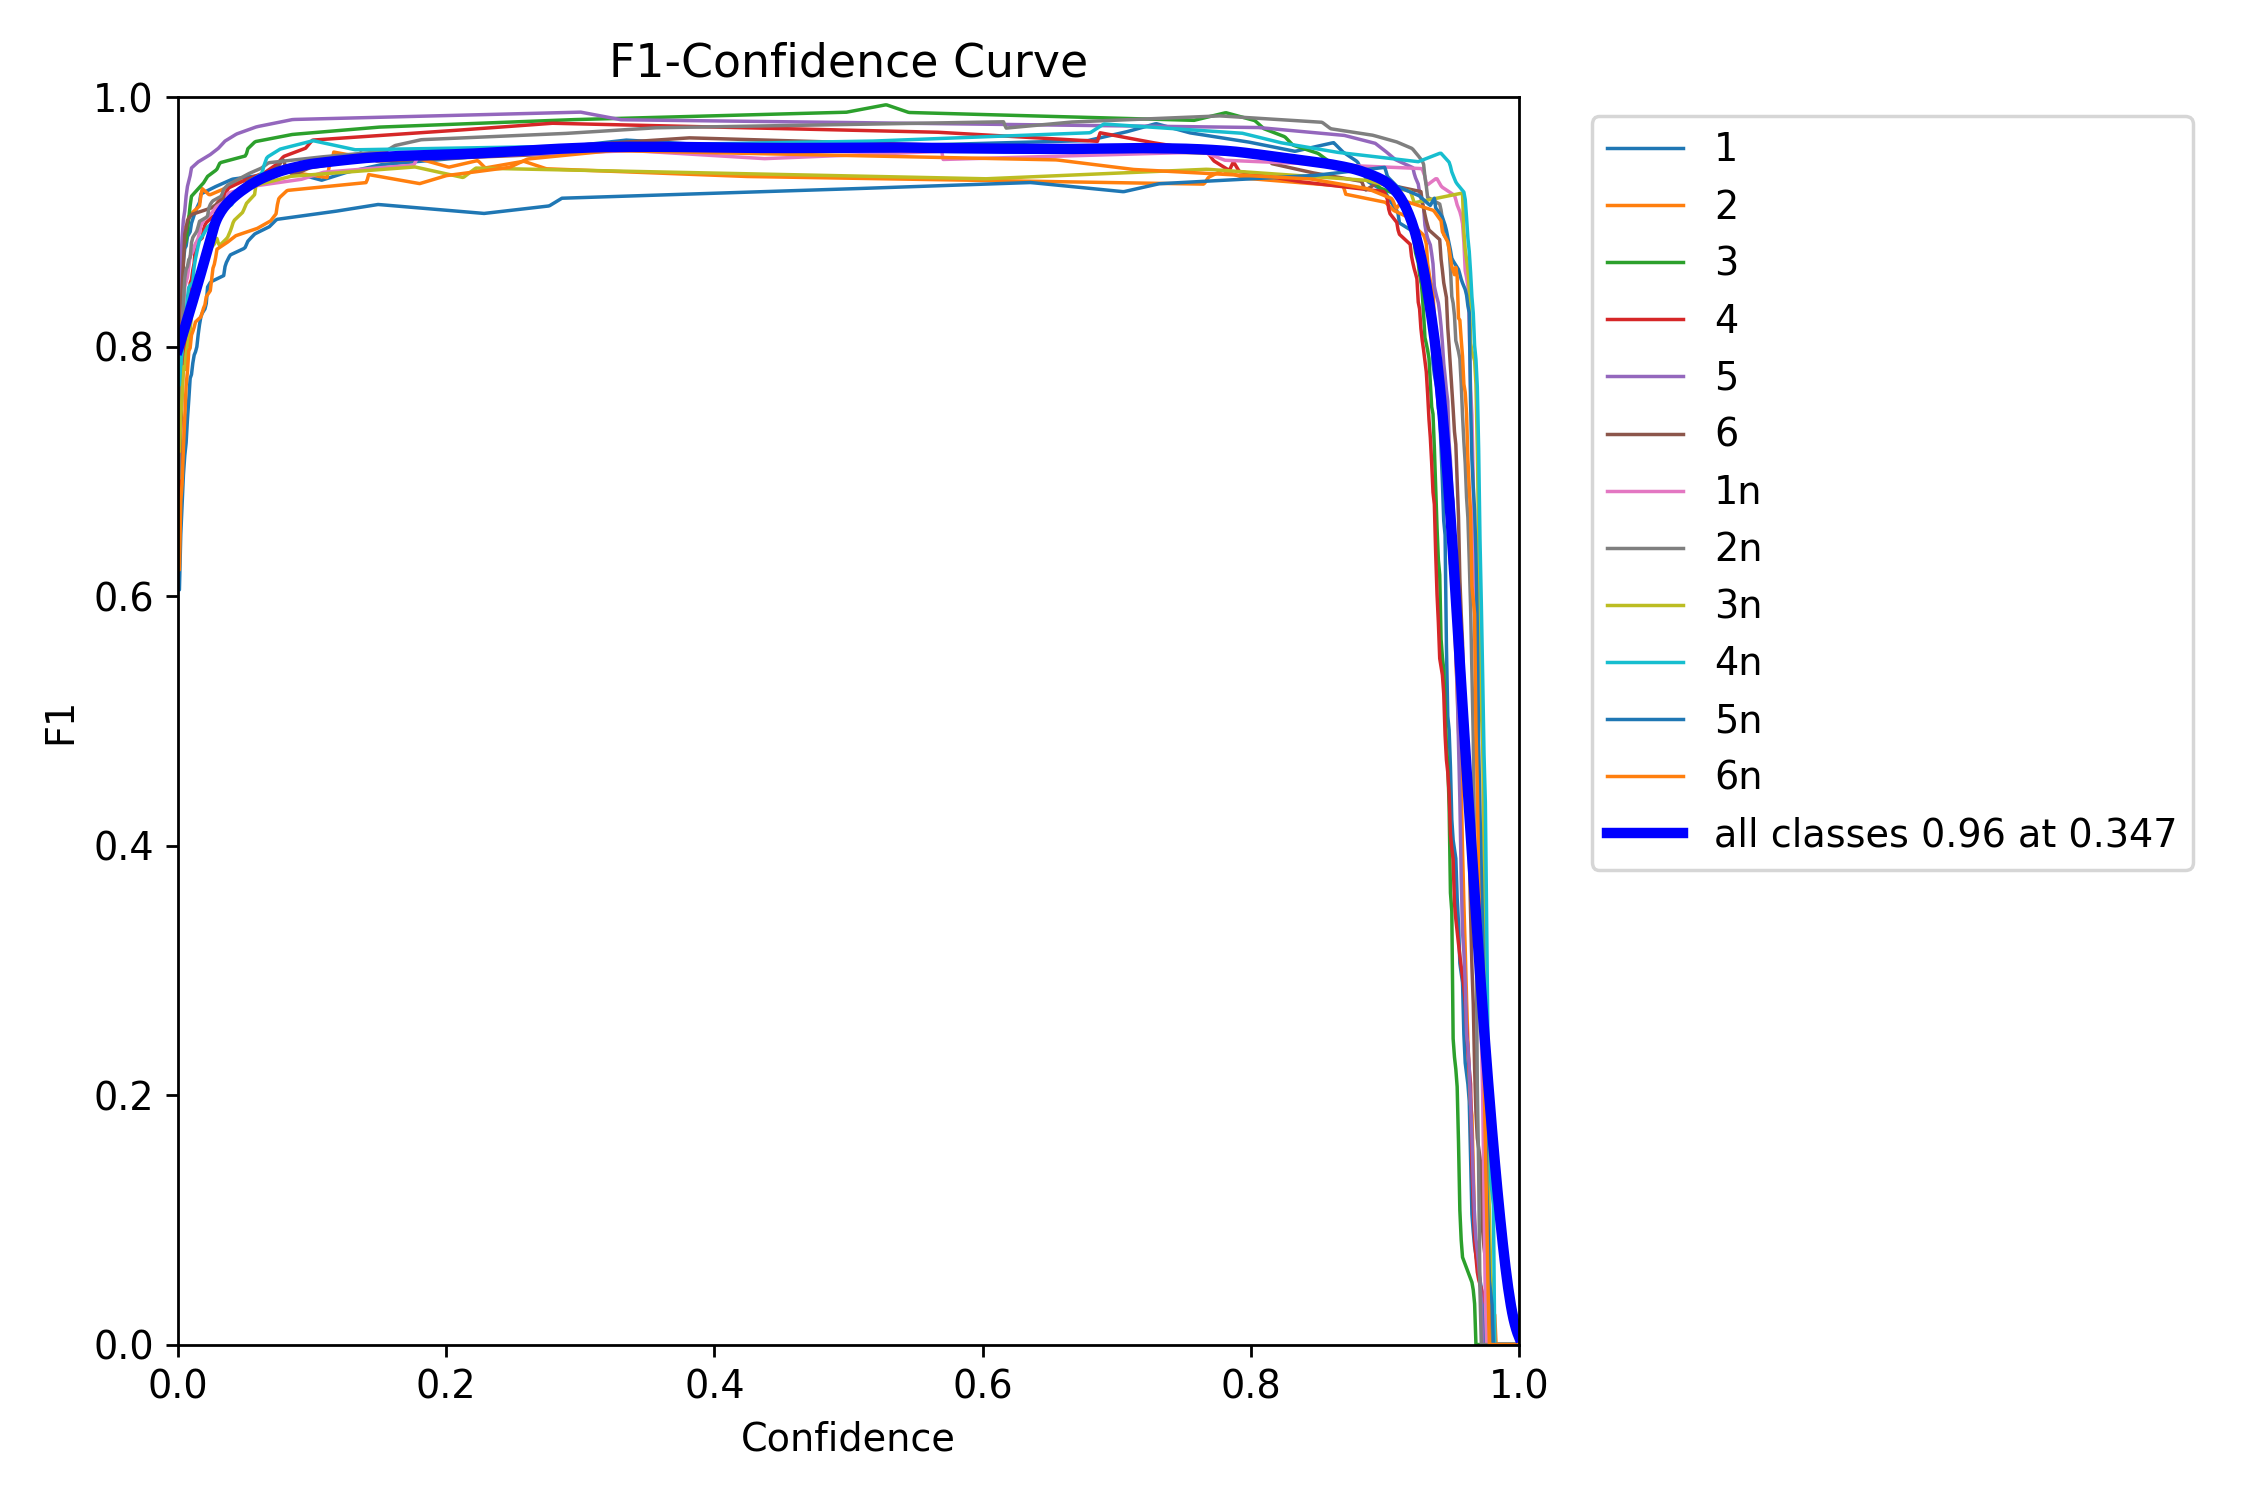 F1-Confidence Curve
1.0
0.8
0.6
0.4
0.2
0.0
F1
0.0 0.2 0.4 0.6 0.8 1.0
Confidence
1
2
3
4
5
6
1n
2n
3n
4n
5n
6n
all classes 0.96 at 0.347